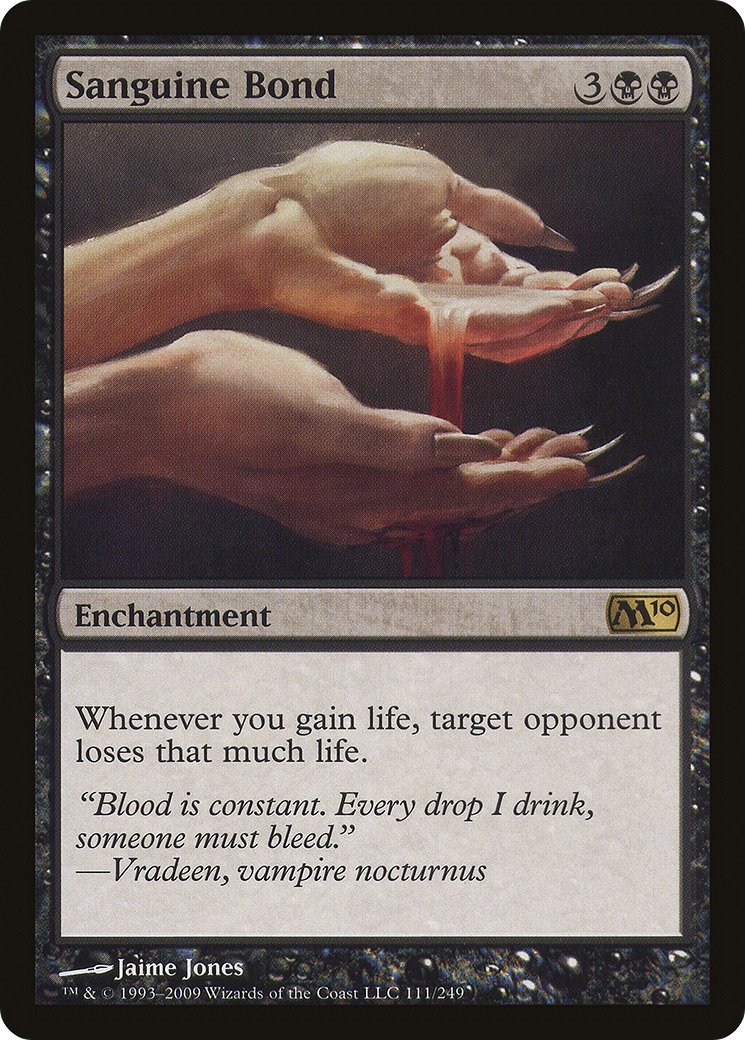 Sanguine Bond 3
Enchantment M10
Whenever you gain life, target opponent
loses that much life.
“Blood is constant. Every drop I drink,
someone must bleed.”
—Vradeen, vampire nocturnus
Jaime Jones
™ & © 1993–2009 Wizards of the Coast LLC 111/249